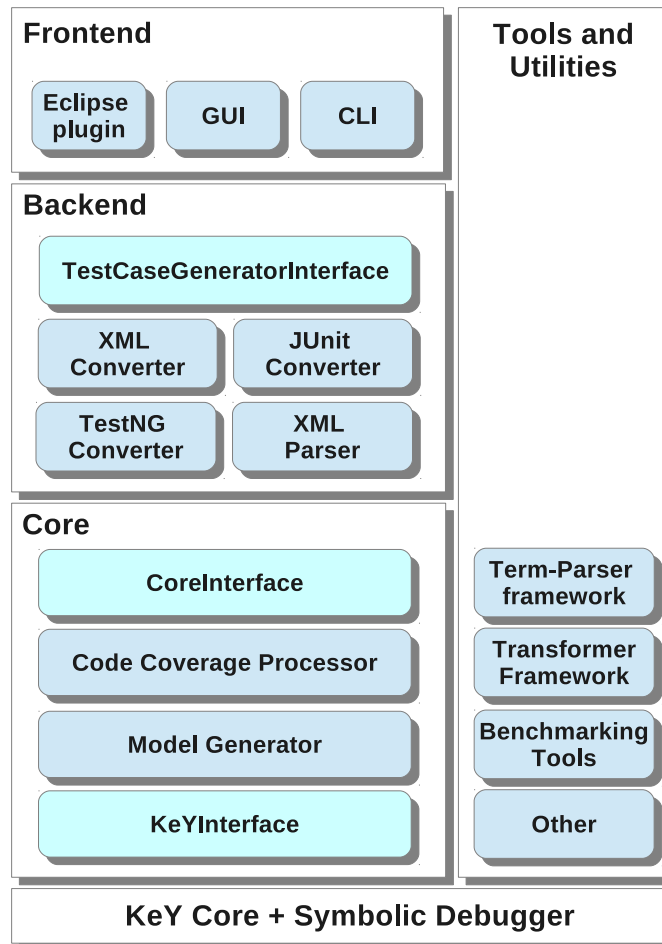 Frontend
Eclipse
plugin
GUI
CLI
Tools and
Utilities
Backend
TestCaseGeneratorInterface
XML
Converter
JUnit
Converter
TestNG
Converter
XML
Parser
Core
CoreInterface
Code Coverage Processor
Model Generator
KeYInterface
Term-Parser
framework
Transformer
Framework
Benchmarking
Tools
Other
KeY Core + Symbolic Debugger